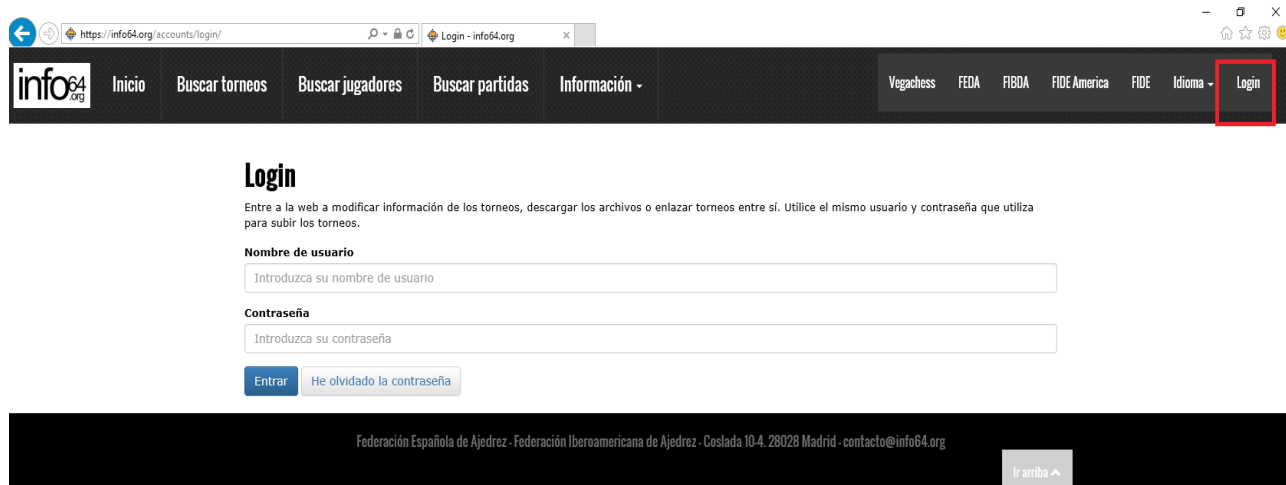 https://info64.org/accounts/login/
Login - info64.org
info64
.org
Inicio
Buscar torneos
Buscar jugadores
Buscar partidas
Información
Vegachess
FEDA
FIBDA
FIDE America
FIDE
Idioma
Login
Login
Entre a la web a modificar información de los torneos, descargar los archivos o enlazar torneos entre sí. Utilice el mismo usuario y contraseña que utiliza
para subir los torneos.
Nombre de usuario
Introduzca su nombre de usuario
Contraseña
Introduzca su contraseña
Entrar
He olvidado la contraseña
Federación Española de Ajedrez - Federación Iberoamericana de Ajedrez - Coslada 10-4. 28028 Madrid - contacto@info64.org
Ir arriba